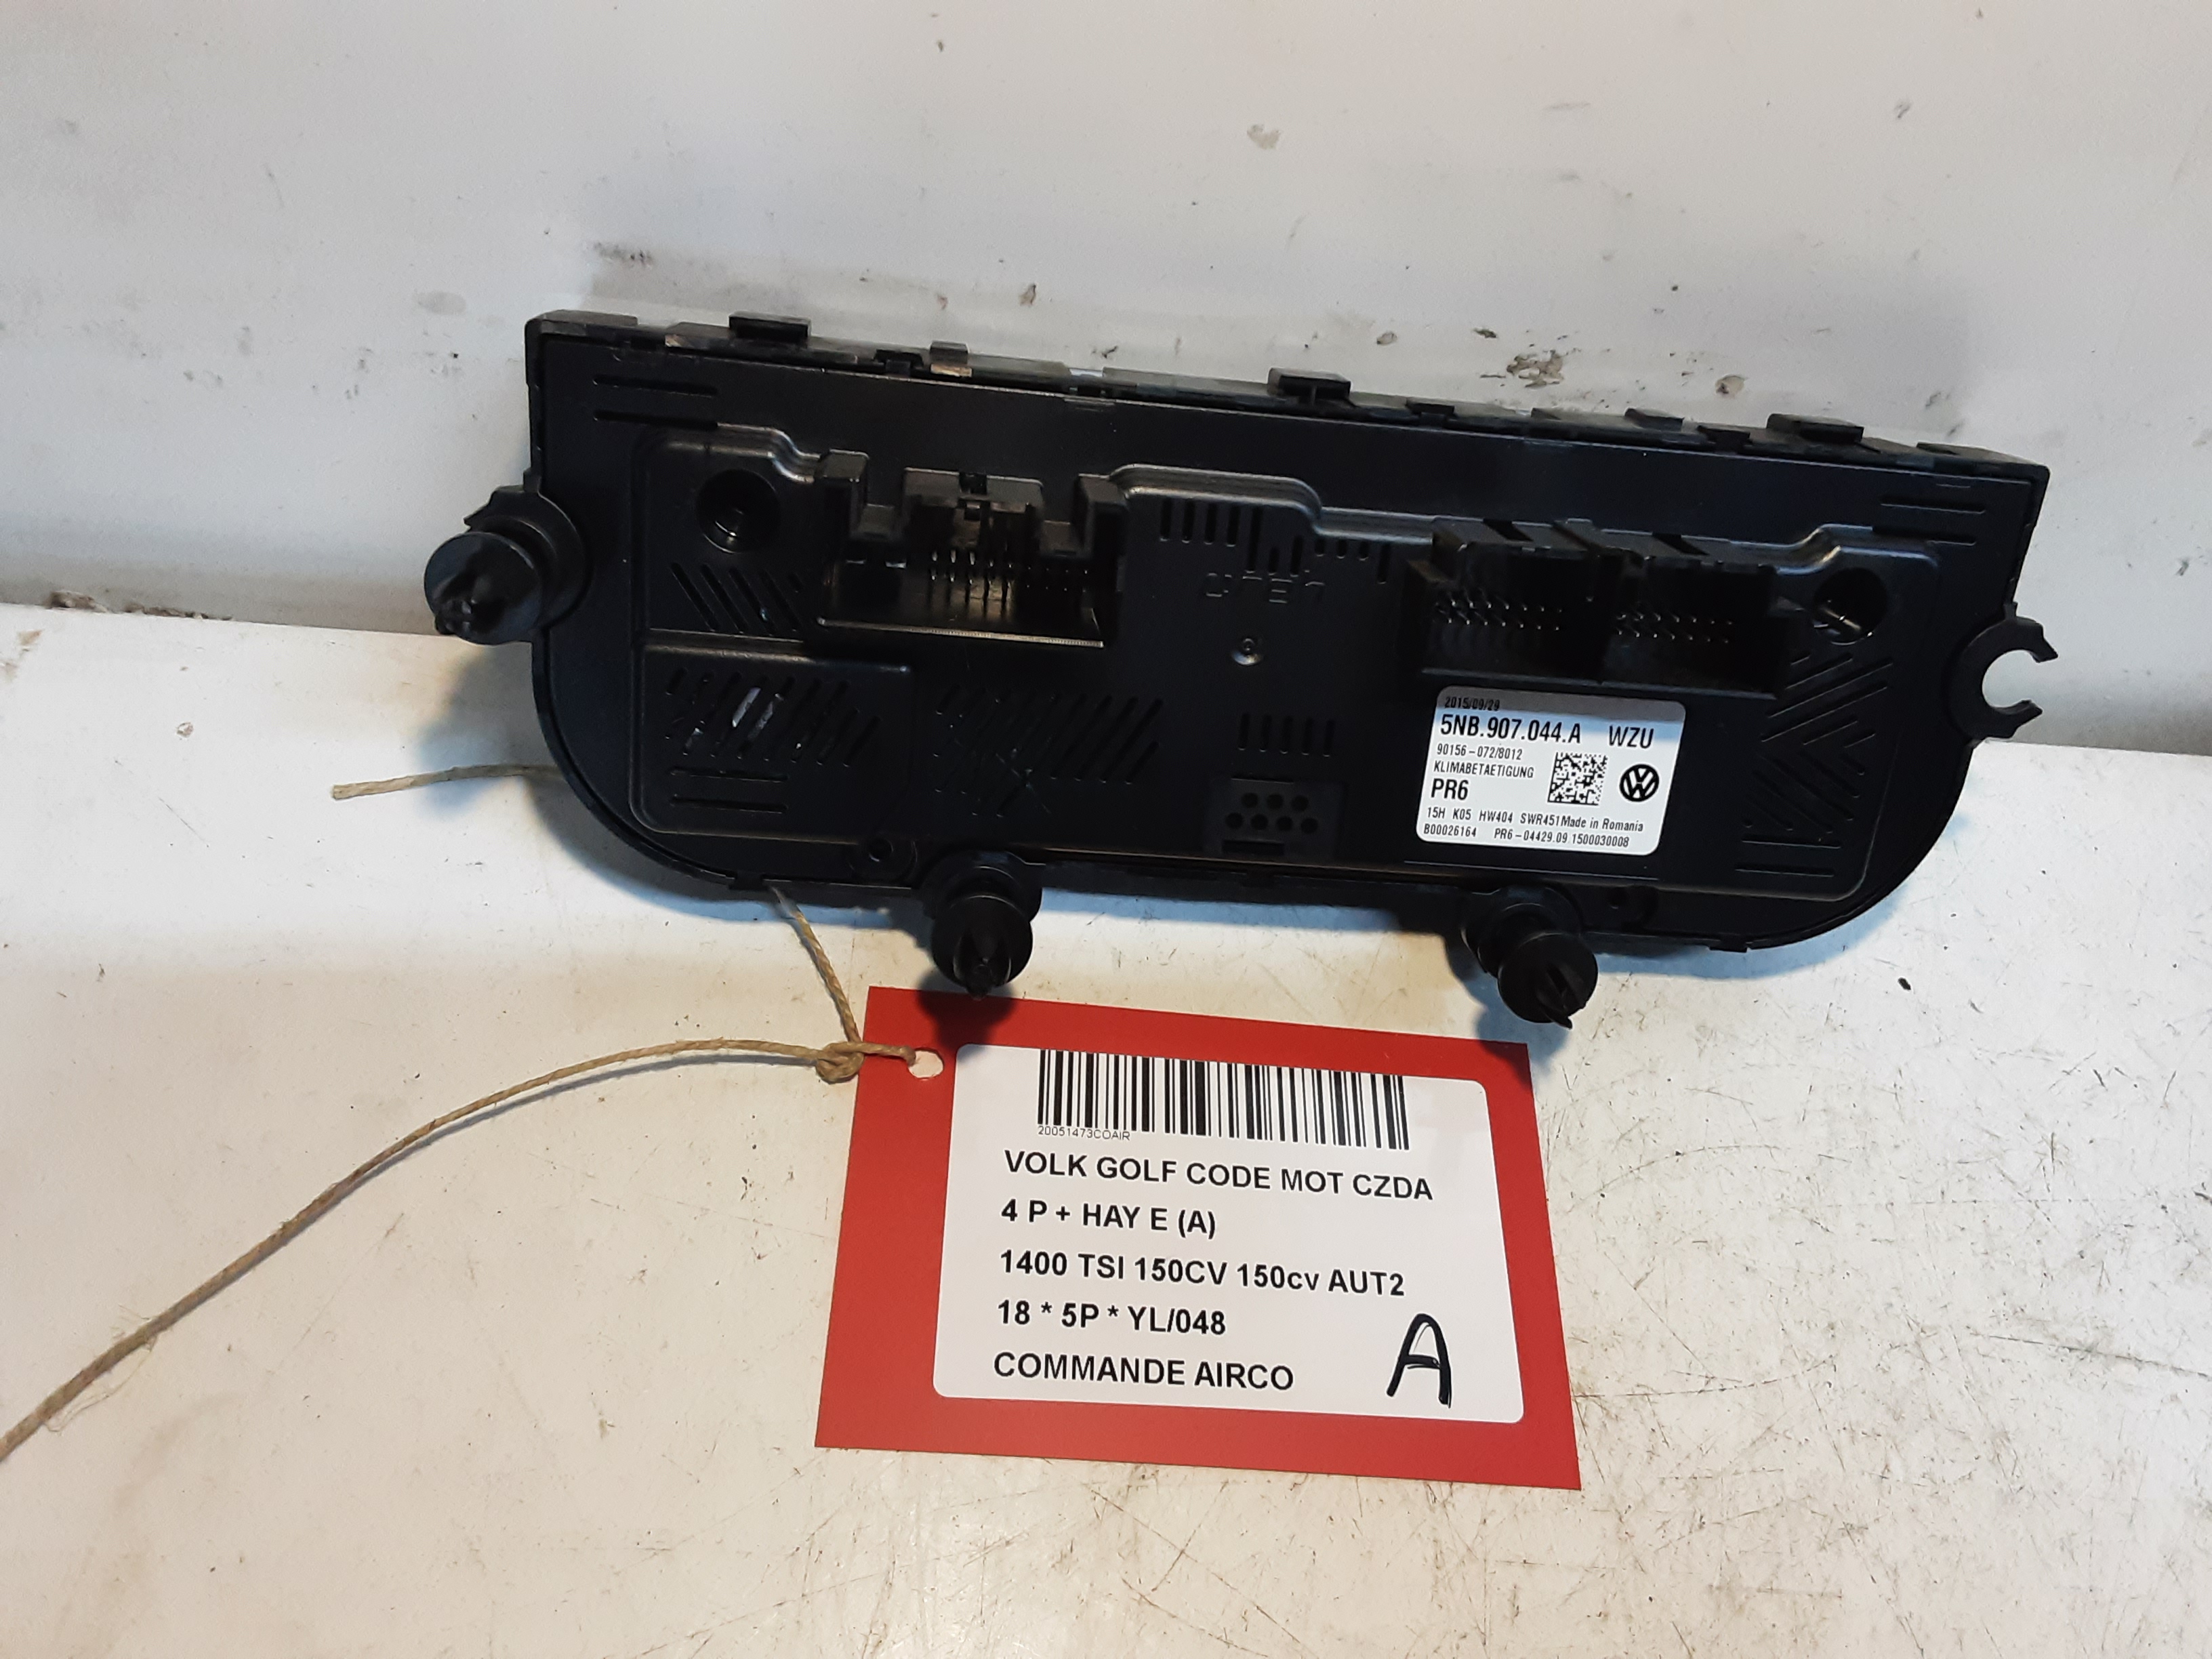 2015/09/29
5NB.907.044.A WZU
90156-072/8012
KLIMABETAETIGUNG
PR6
15H K05 HW404 SWR451 Made in Romania
B00026164 PR6-04429.09.1500030008
20051473COAIR
VOLK GOLF CODE MOT CZDA
4 P + HAY E (A)
1400 TSI 150CV 150cv AUT2
18 * 5P * YL/048
COMMANDE AIRCO
A